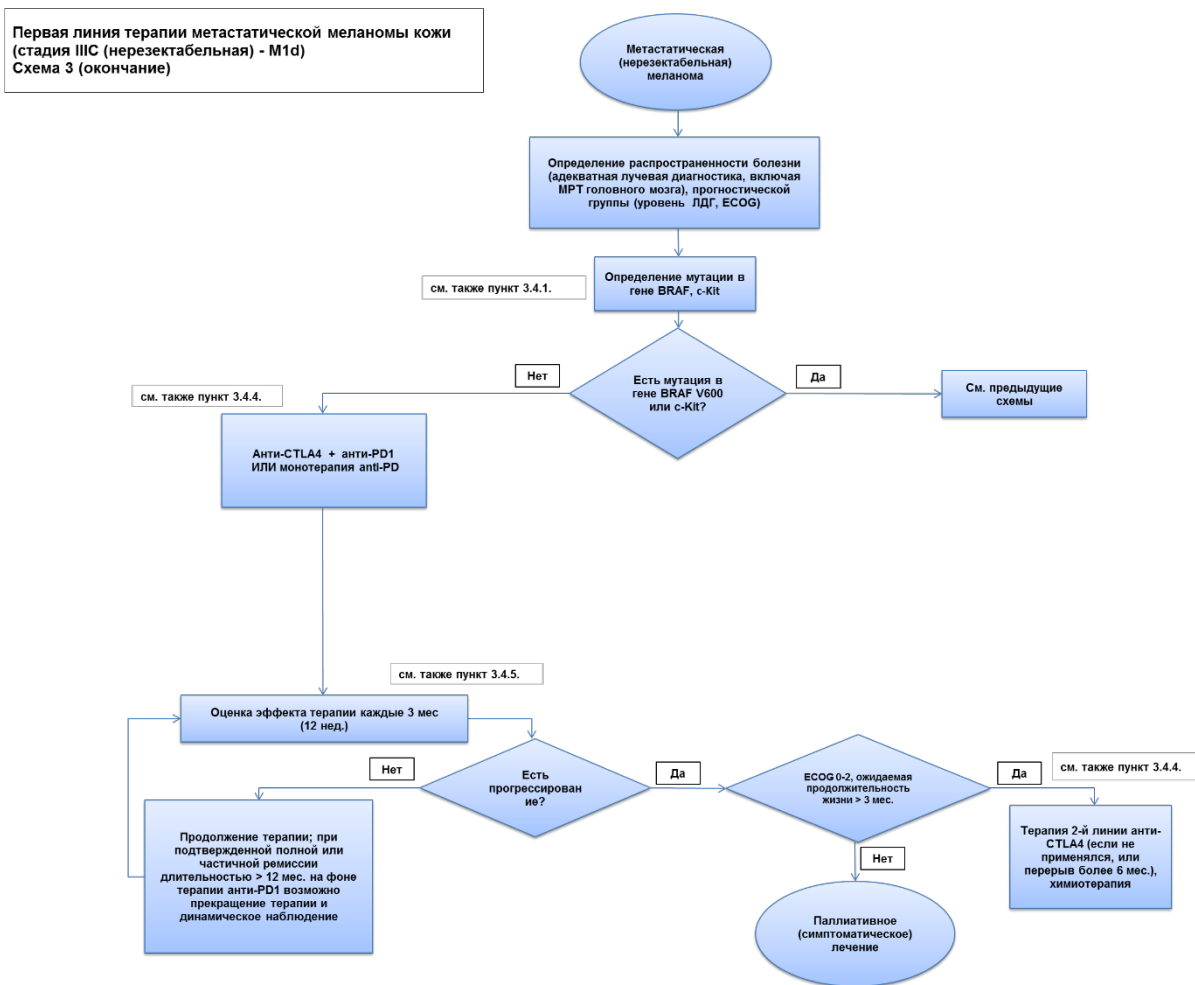 Первая линия терапии метастатической меланомы кожи
(стадия IIIC (нерезектабельная) - M1d)
Схема 3 (окончание)
Метастатическая
(нерезектабельная)
меланома
Определение распространенности болезни
(адекватная лучевая диагностика, включая
МРТ головного мозга), прогностической
группы (уровень ЛДГ, ECOG)
см. также пункт 3.4.1.
Определение мутации в
гене BRAF, c-Kit
Нет
Есть мутация в
гене BRAF V600
или c-Kit?
Да
См. предыдущие
схемы
см. также пункт 3.4.4.
Анти-CTLA4 + анти-PD1
ИЛИ монотерапия anti-PD
см. также пункт 3.4.5.
Оценка эффекта терапии каждые 3 мес
(12 нед.)
Нет
Есть
прогрессирован
ие?
Да
ECOG 0-2, ожидаемая
продолжительность
жизни > 3 мес.
Да
см. также пункт 3.4.4.
Продолжение терапии; при
подтвержденной полной или
частичной ремиссии
длительностью > 12 мес. на фоне
терапии анти-PD1 возможно
прекращение терапии и
динамическое наблюдение
Нет
Терапия 2-й линии анти-
CTLA4 (если не
применялся, или
перерыв более 6 мес.),
химиотерапия
Паллиативное
(симптоматическое)
лечение